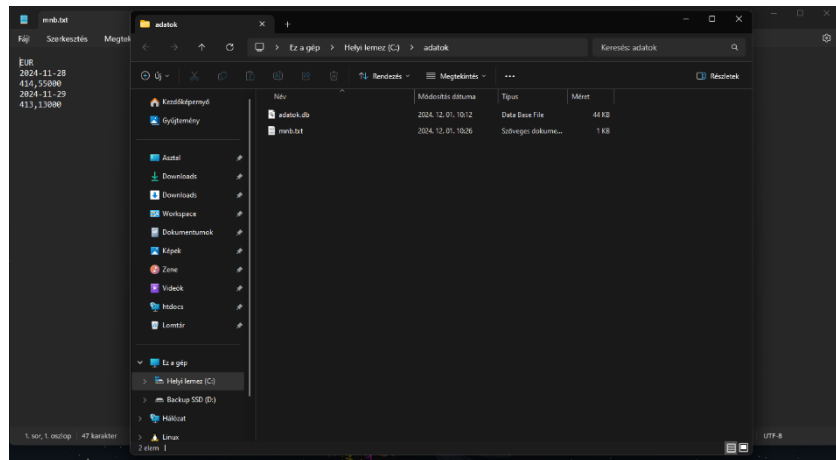 mnb.txt
Fájl Szerkesztés Megtek
EUR
2024-11-28
414,55000
2024-11-29
413,13000
1. sor, 1. oszlop 47 karakter
UTF-8
adatok
Ez a gép > Helyi lemez (C:) > adatok
Keresés: adatok
Új
Rendezés
Megtekintés
Részletek
Kezdőképernyő
Gyűjtemény
Asztal
Downloads
Downloads
Workspace
Dokumentumok
Képek
Zene
Videók
htdocs
Lomtár
Ez a gép
Helyi lemez (C:)
Backup SSD (D:)
Hálózat
Linux
Név Módosítás dátuma Típus Méret
adatok.db 2024. 12. 01. 10:12 Data Base File 44 KB
mnb.txt 2024. 12. 01. 10:26 Szöveges dokume... 1 KB
2 elem